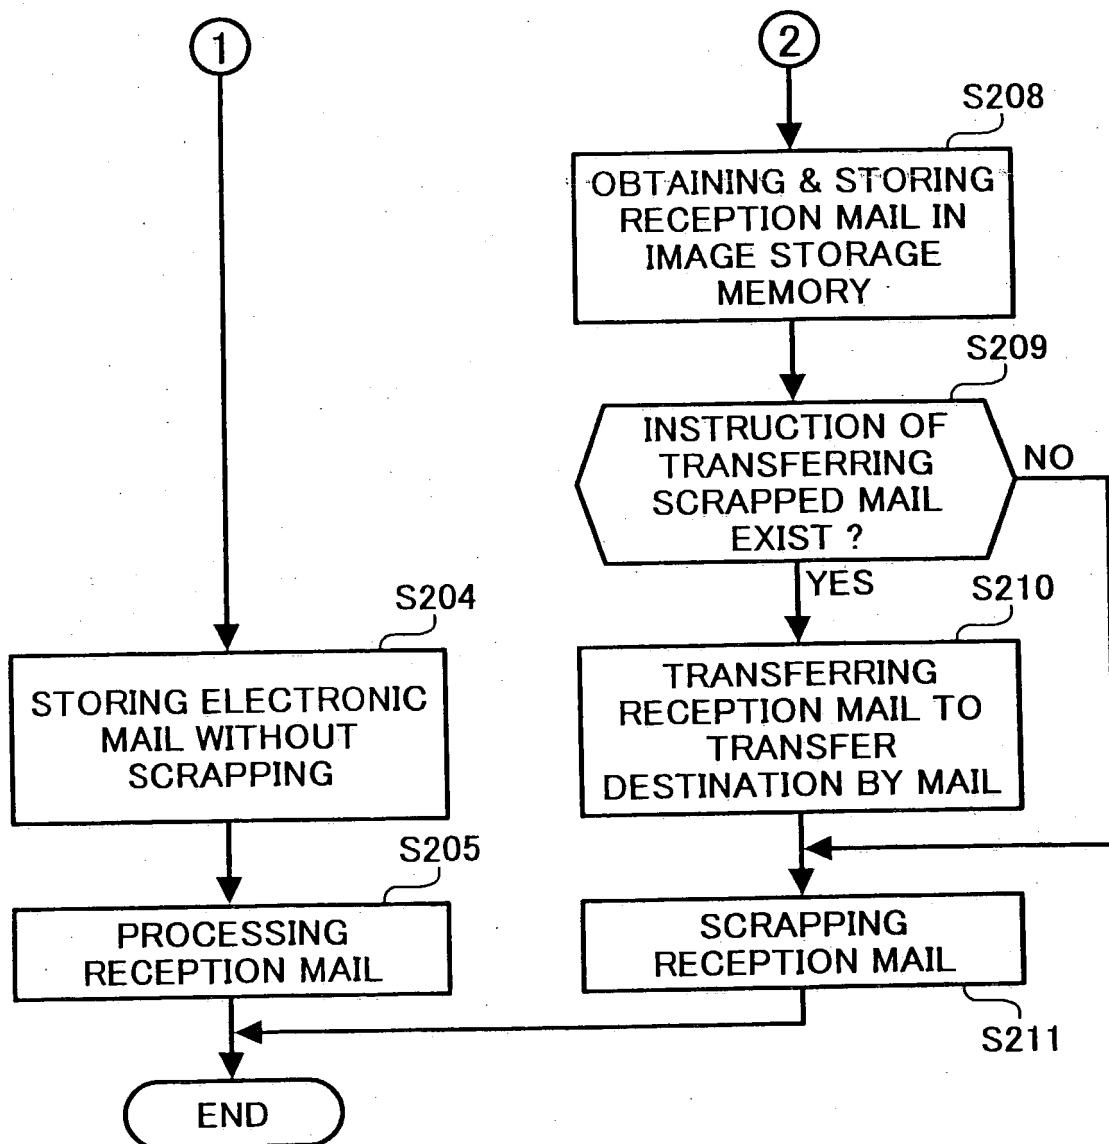 1
S204
STORING ELECTRONIC
MAIL WITHOUT
SCRAPPING
S205
PROCESSING
RECEPTION MAIL
END
2
S208
OBTAINING & STORING
RECEPTION MAIL IN
IMAGE STORAGE
MEMORY
S209
INSTRUCTION OF
TRANSFERRING
SCRAPPED MAIL
EXIST ?
NO
YES
S210
TRANSFERRING
RECEPTION MAIL TO
TRANSFER
DESTINATION BY MAIL
SCRAPPING
RECEPTION MAIL
S211